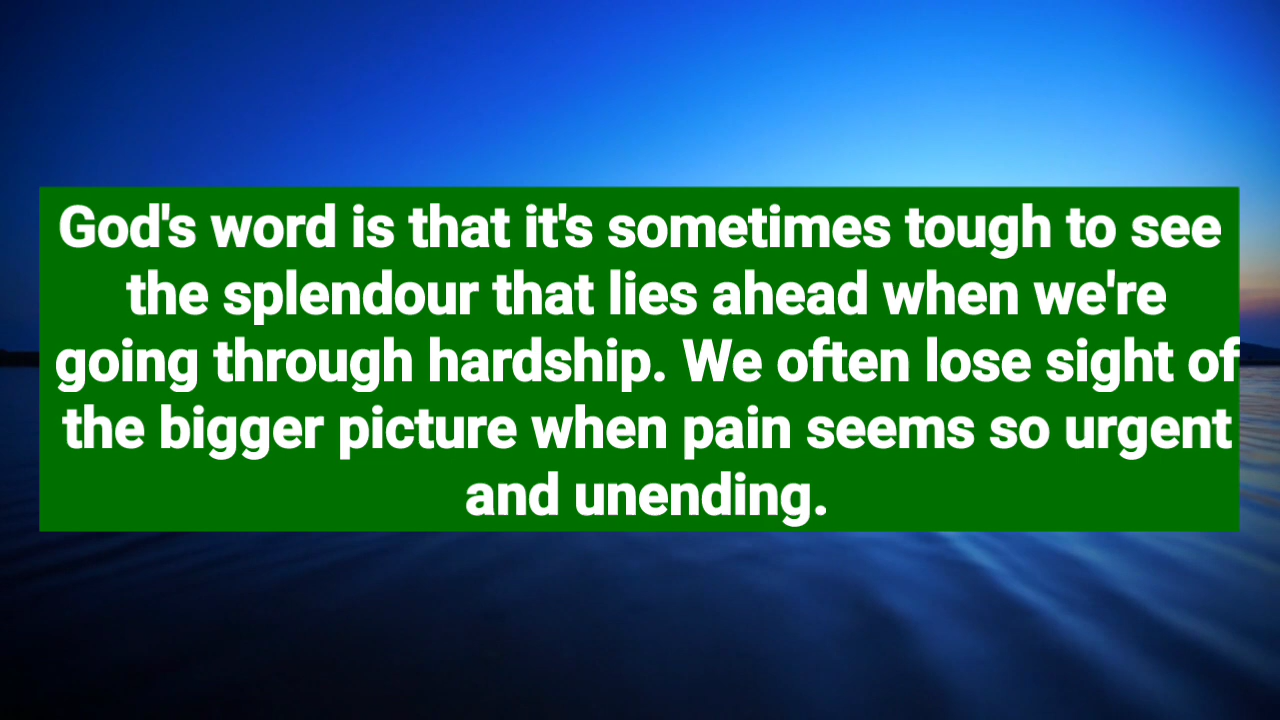 God's word is that it's sometimes tough to see
the splendour that lies ahead when we're
going through hardship. We often lose sight of
the bigger picture when pain seems so urgent
and unending.